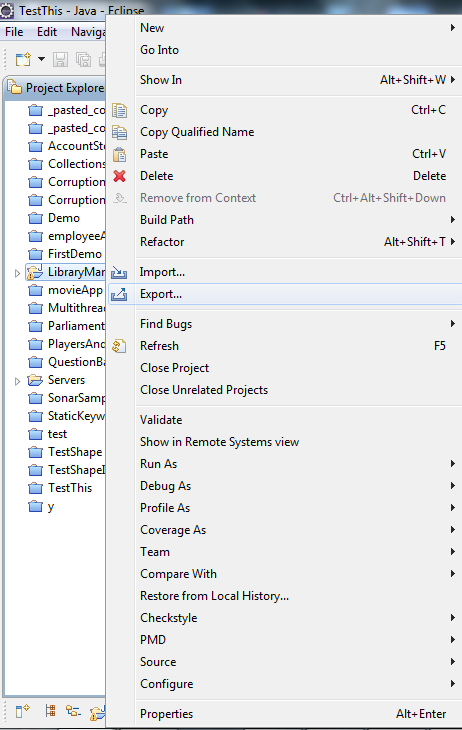 TestThis - Java - Eclipse
File Edit Naviga
Project Explore
_pasted_co
_pasted_co
AccountSto
Collections
Corruption
Corruption
Demo
employeeA
FirstDemo
LibraryMan
movieApp
Multithread
Parliament
PlayersAnd
QuestionBa
Servers
SonarSamp
StaticKeyw
test
TestShape
TestShapeI
TestThis
y
New
Go Into
Show In Alt+Shift+W
Copy Ctrl+C
Copy Qualified Name
Paste Ctrl+V
Delete Delete
Remove from Context Ctrl+Alt+Shift+Down
Build Path
Refactor Alt+Shift+T
Import...
Export...
Find Bugs
Refresh F5
Close Project
Close Unrelated Projects
Validate
Show in Remote Systems view
Run As
Debug As
Profile As
Coverage As
Team
Compare With
Restore from Local History...
Checkstyle
PMD
Source
Configure
Properties Alt+Enter